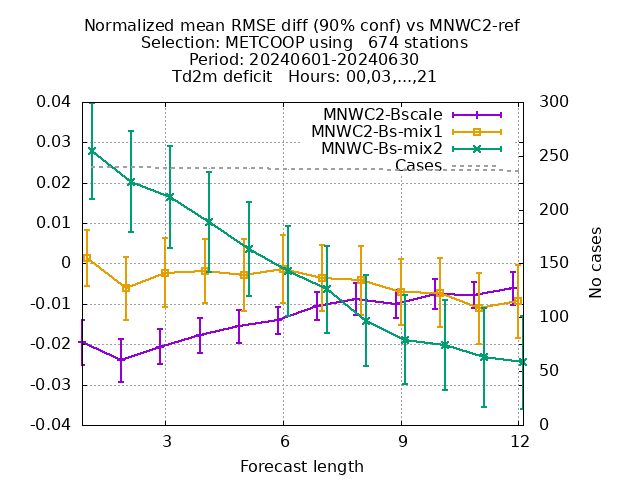 Normalized mean RMSE diff (90% conf) vs MNWC2-ref
Selection: METCOOP using   674 stations
Period: 20240601-20240630
Td2m deficit   Hours: 00,03,...,21
MNWC2-Bscale
MNWC2-Bs-mix1
MNWC-Bs-mix2
Cases
0.04
0.03
0.02
0.01
0
-0.01
-0.02
-0.03
-0.04
300
250
200
150
100
50
0
No cases
3 6 9 12
Forecast length